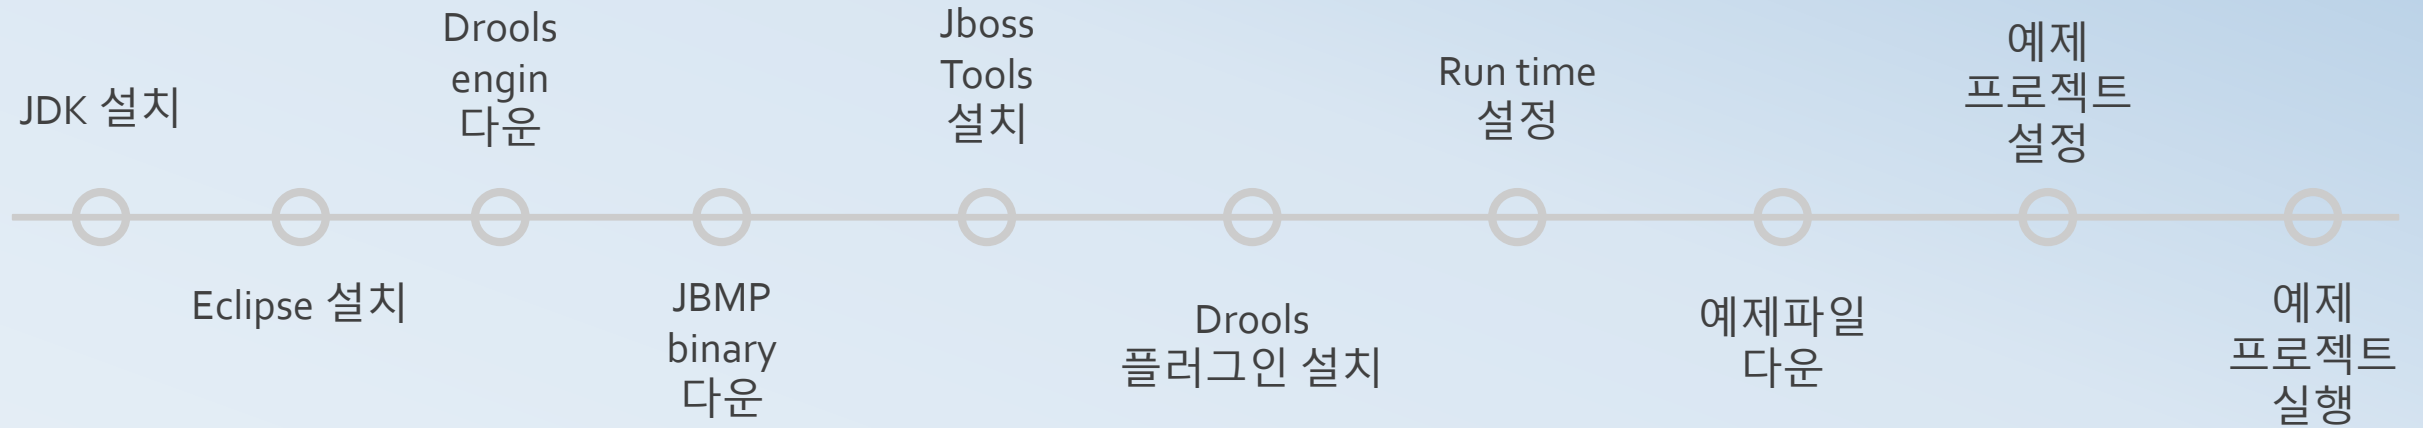 JDK 설치
Eclipse 설치
Drools
engin
다운
JBMP
binary
다운
Jboss
Tools
설치
Drools
플러그인 설치
Run time
설정
예제파일
다운
예제
프로젝트
설정
예제
프로젝트
실행